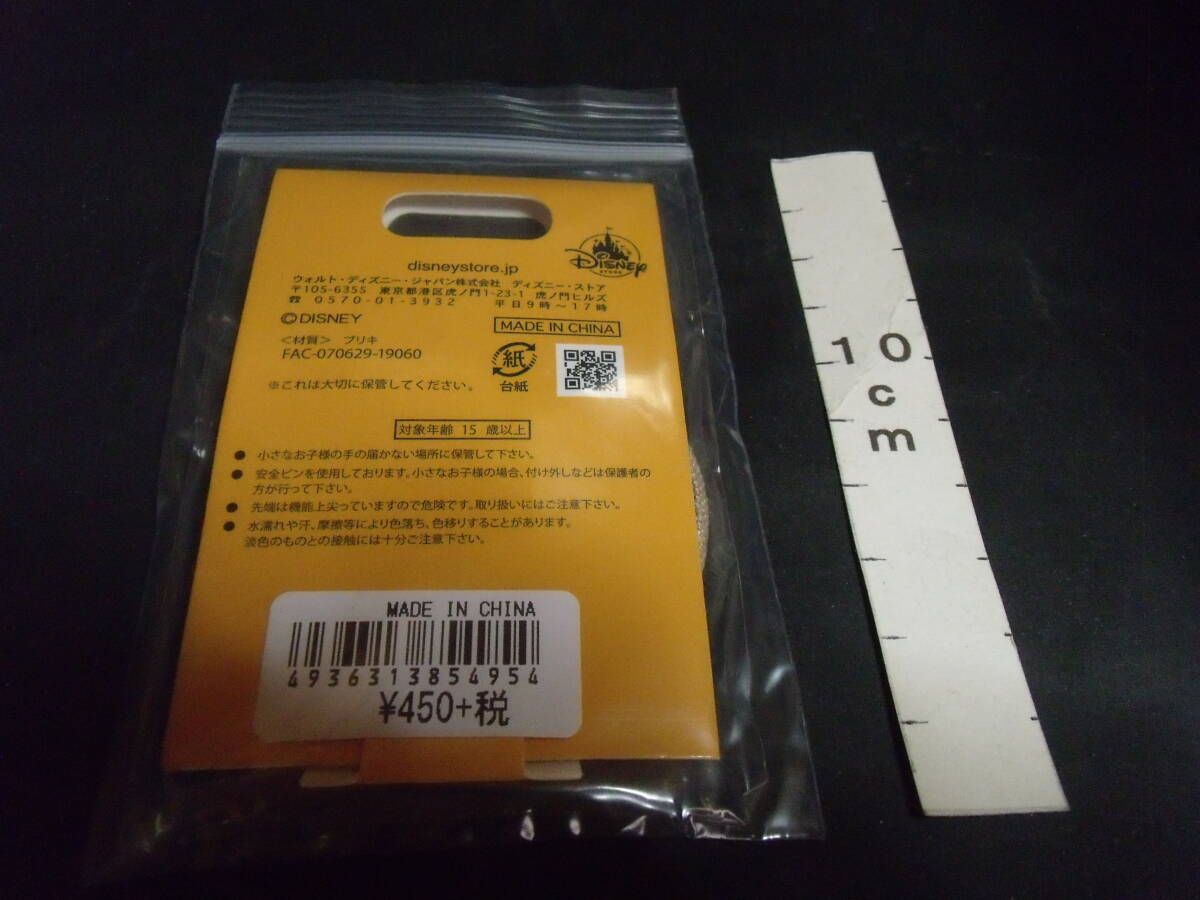 disneystore.jp
Disney
STORE
ウォルト・ディズニー・ジャパン株式会社 ディズニー・ストア
〒105-6355 東京都港区虎ノ門1-23-1 虎ノ門ヒルズ
☎ 0570-01-3932 平日9時～17時
©DISNEY
MADE IN CHINA
<材質> ブリキ
FAC-070629-19060
紙
台紙
※これは大切に保管してください。
対象年齢 15 歳以上
● 小さなお子様の手の届かない場所に保管して下さい。
● 安全ピンを使用しております。小さなお子様の場合、付け外しなどは保護者の
方が行って下さい。
● 先端は機能上尖っていますので危険です。取り扱いにはご注意下さい。
● 水濡れや汗、摩擦等により色落ち、色移りすることがあります。
淡色のものとの接触には十分ご注意下さい。
MADE IN CHINA
4936313854954
¥450+税
10
c
m